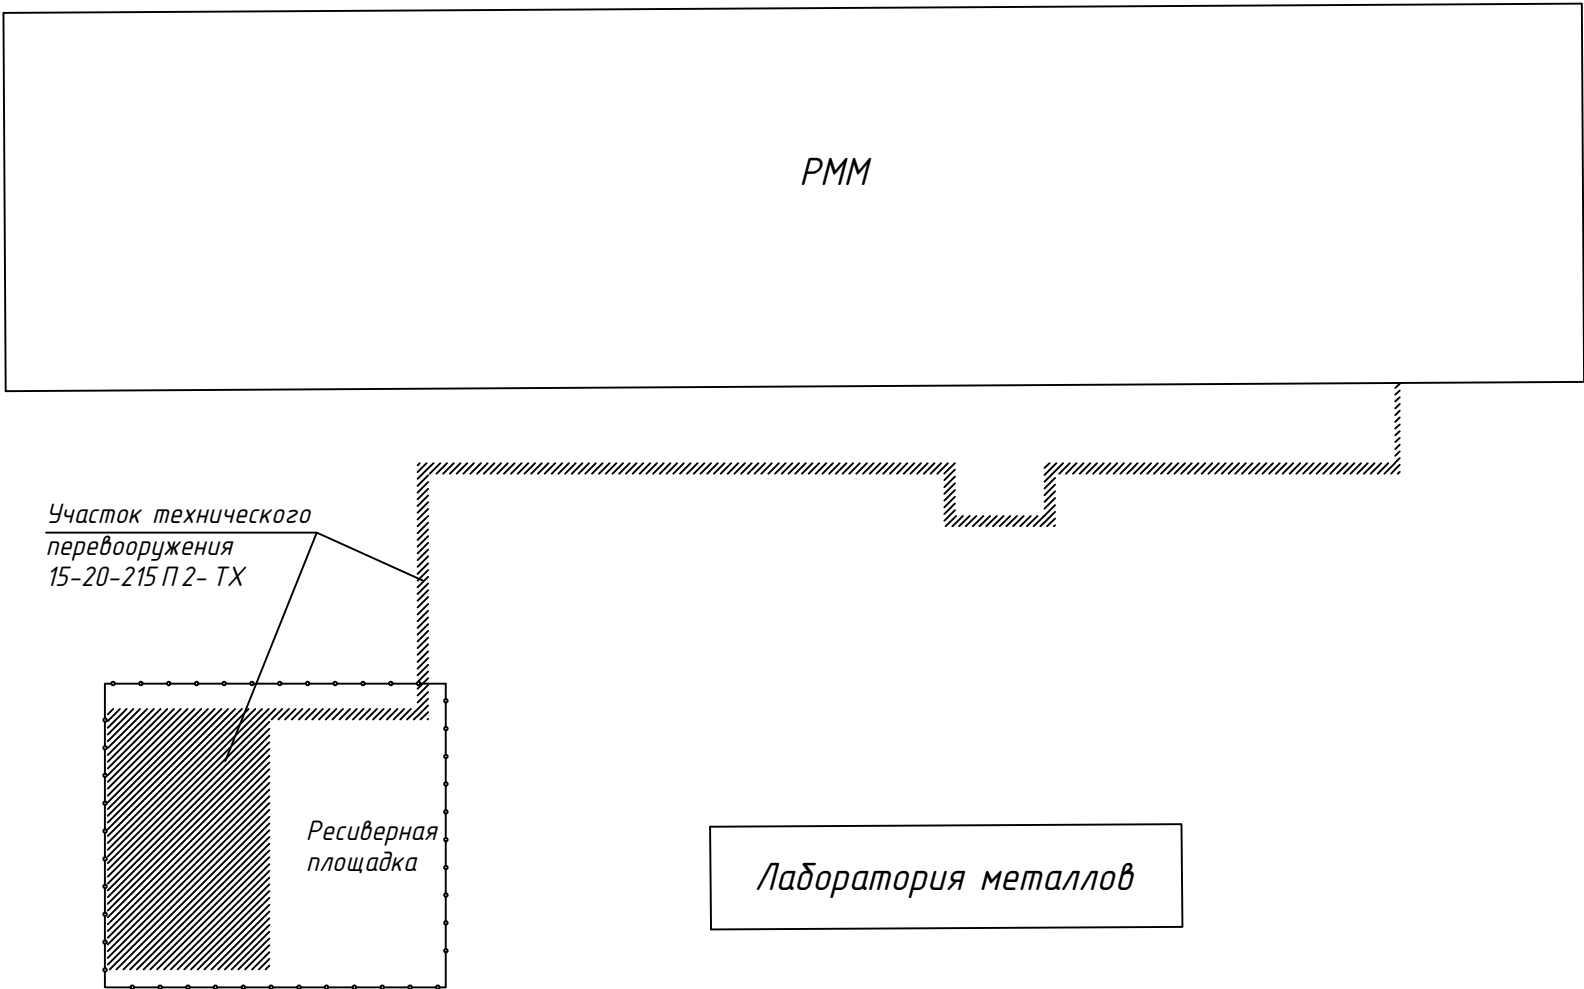 РММ
Участок технического
перевооружения
15-20-215 П 2- ТХ
Ресиверная
площадка
Лаборатория металлов